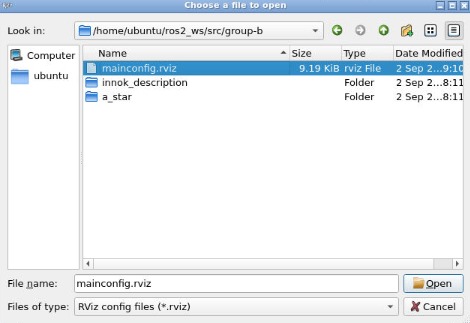 Choose a file to open
Look in: /home/ubuntu/ros2_ws/src/group-b
Computer
ubuntu
Name Size Type Date Modified
mainconfig.rviz 9.19 KiB rviz File 2 Sep 2...9:10
innok_description Folder 2 Sep 2...8:11
a_star Folder 2 Sep 2...8:11
File name: mainconfig.rviz Open
Files of type: RViz config files (*.rviz) Cancel